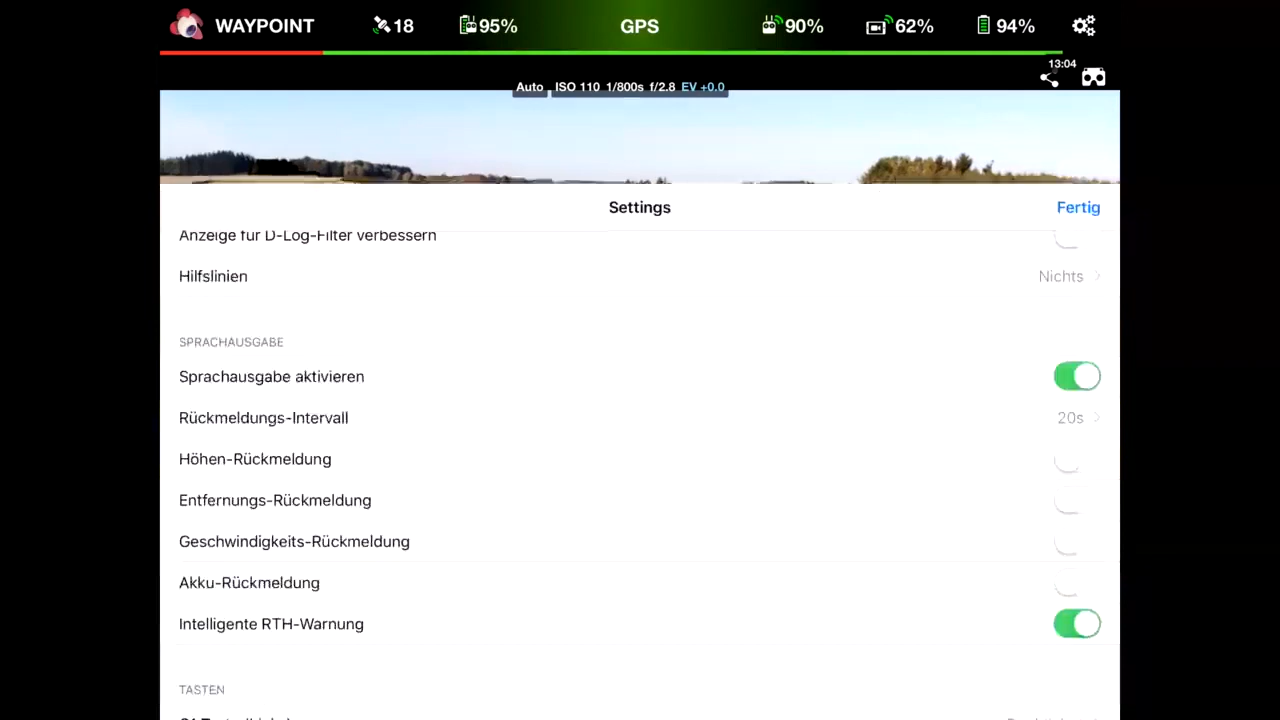 WAYPOINT 18 95% GPS 90% 62% 94%
13:04
Auto ISO 110 1/800s f/2.8 EV +0.0
Settings Fertig
Anzeige für D-Log-Filter verbessern
Hilfslinien Nichts
SPRACHAUSGABE
Sprachausgabe aktivieren
Rückmeldungs-Intervall 20s
Höhen-Rückmeldung
Entfernungs-Rückmeldung
Geschwindigkeits-Rückmeldung
Akku-Rückmeldung
Intelligente RTH-Warnung
TASTEN